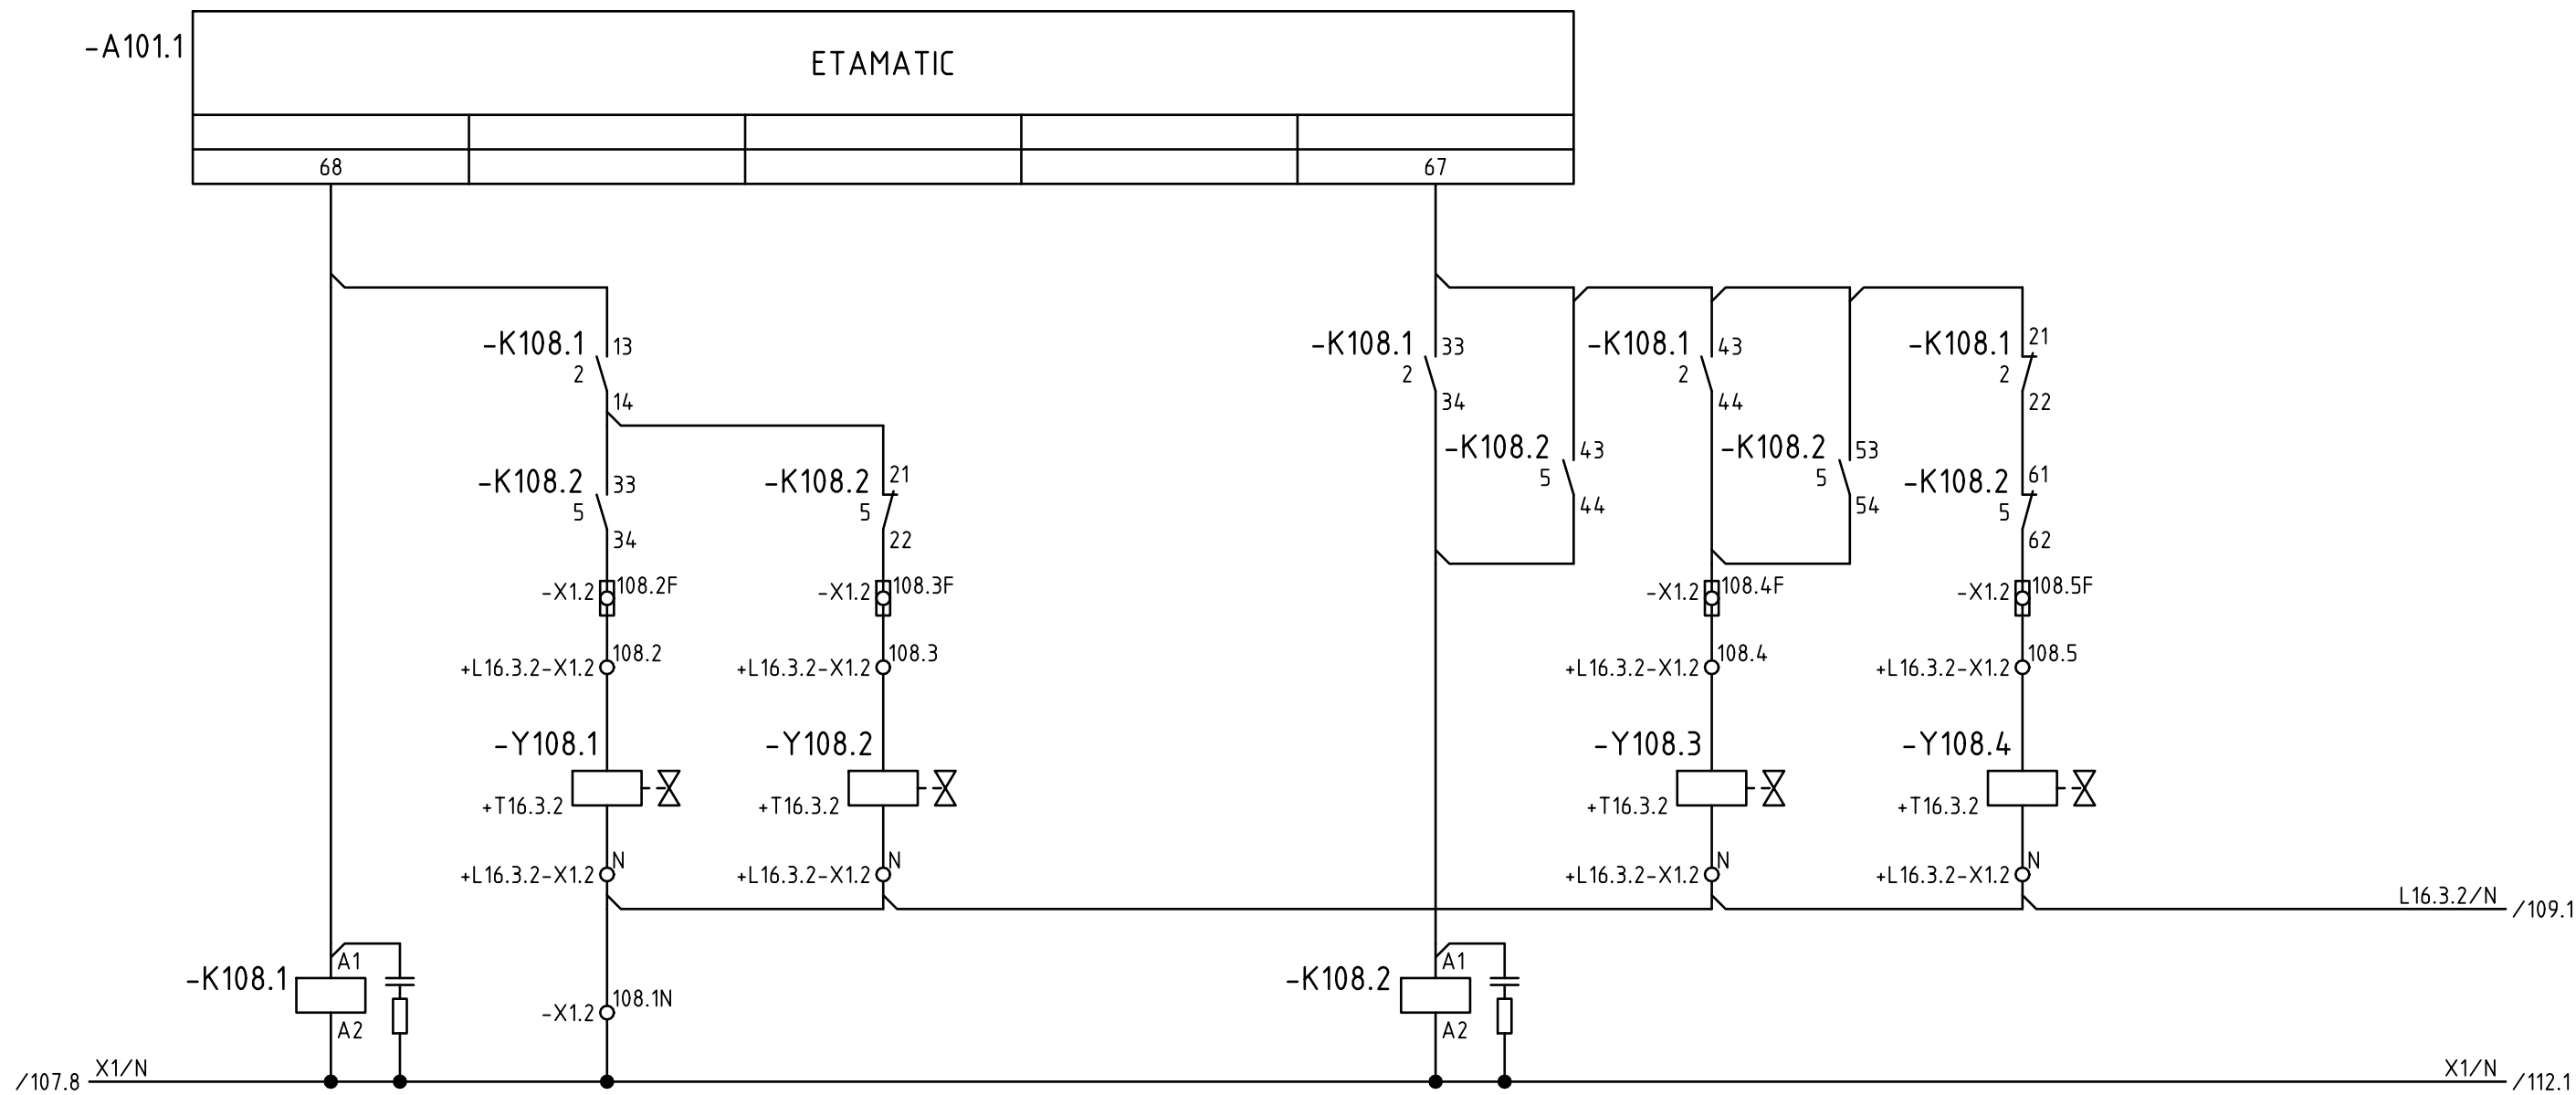 -A101.1
ETAMATIC
68
67
-K108.1
2
13
14
-K108.1
2
33
34
-K108.1
2
43
44
-K108.1
2
21
22
-K108.2
5
33
34
-K108.2
5
21
22
-K108.2
5
43
44
-K108.2
5
53
54
-K108.2
5
61
62
-X1.2
108.2F
-X1.2
108.3F
-X1.2
108.4F
-X1.2
108.5F
+L16.3.2-X1.2
108.2
+L16.3.2-X1.2
108.3
+L16.3.2-X1.2
108.4
+L16.3.2-X1.2
108.5
-Y108.1
+T16.3.2
-Y108.2
+T16.3.2
-Y108.3
+T16.3.2
-Y108.4
+T16.3.2
+L16.3.2-X1.2
N
+L16.3.2-X1.2
N
+L16.3.2-X1.2
N
+L16.3.2-X1.2
N
L16.3.2/N
/109.1
-K108.1
A1
A2
-X1.2
108.1N
-K108.2
A1
A2
/107.8
X1/N
X1/N
/112.1